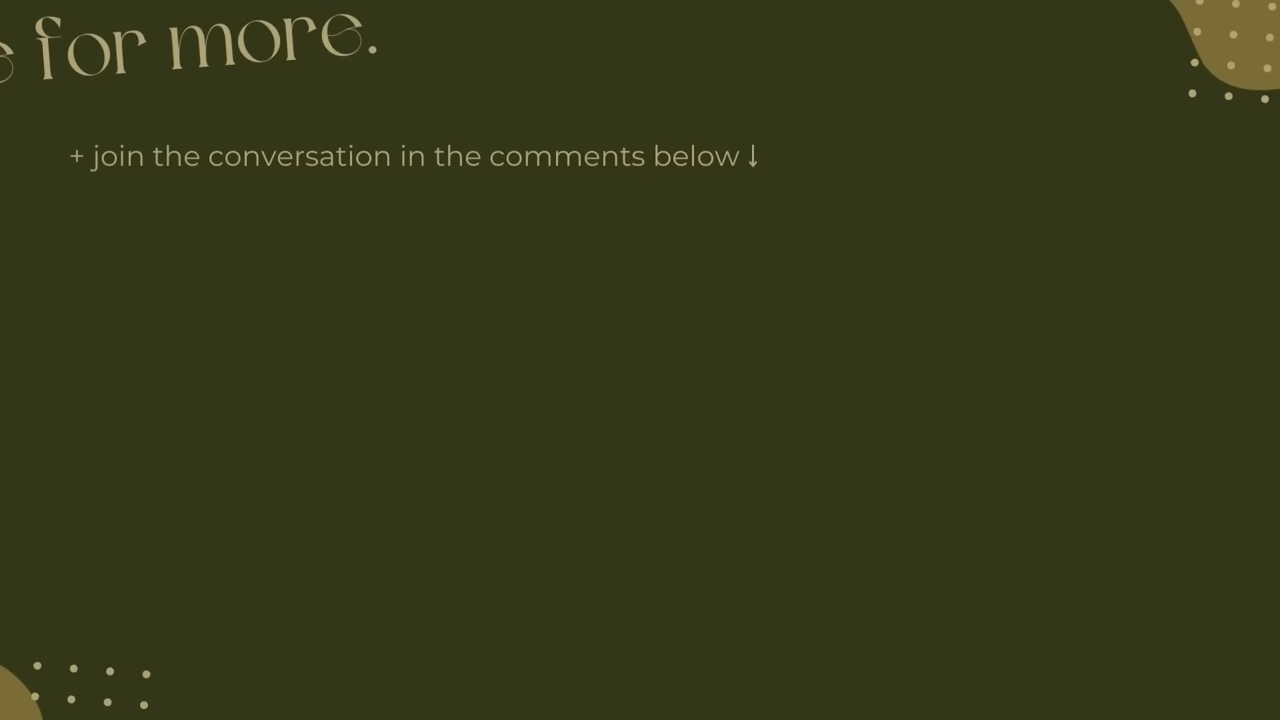 for more.
+ join the conversation in the comments below ↓